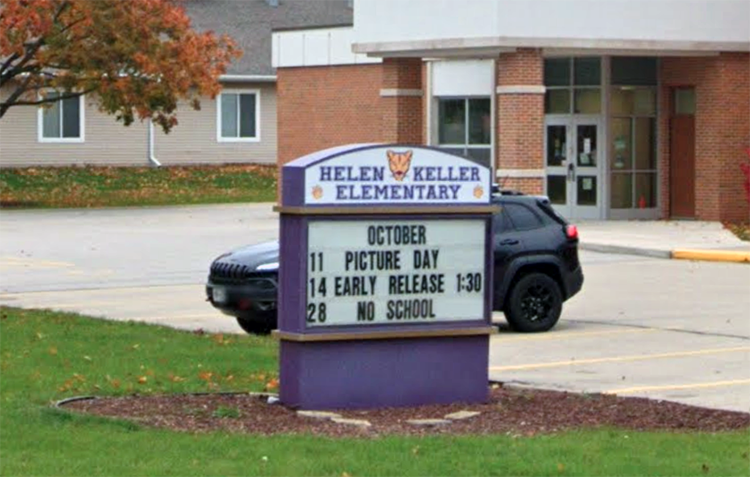 HELEN KELLER
ELEMENTARY
OCTOBER
11 PICTURE DAY
14 EARLY RELEASE 1:30
28 NO SCHOOL